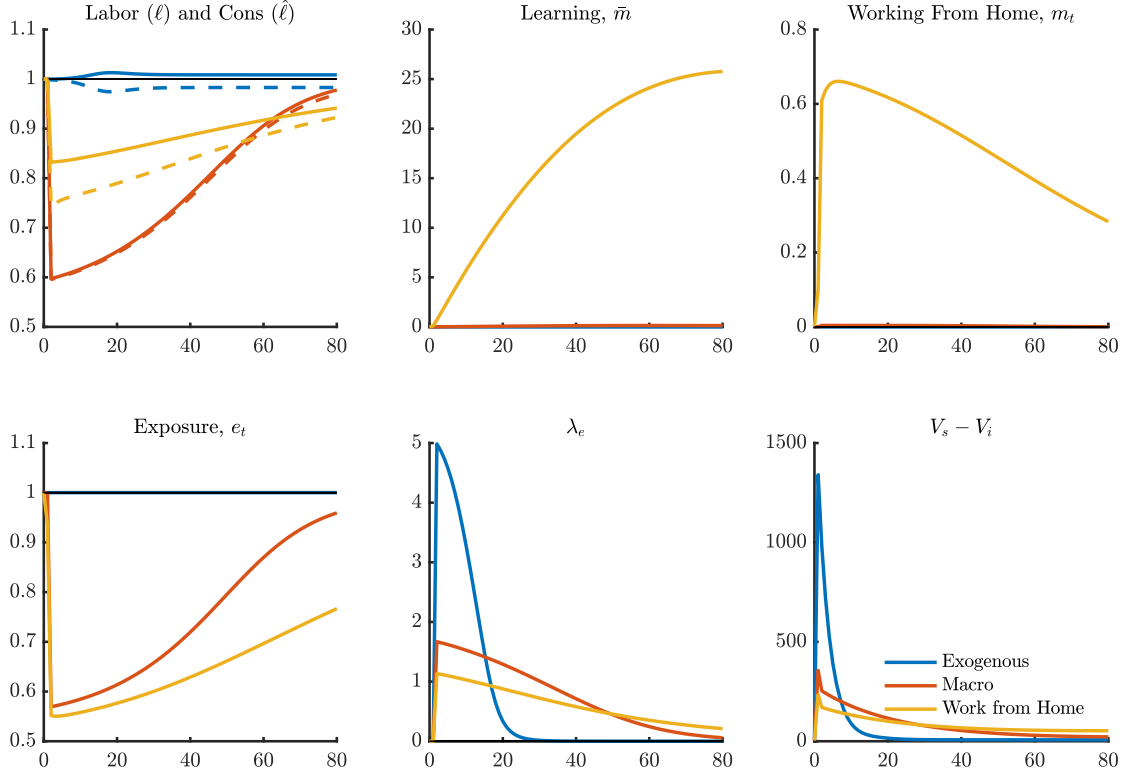 Labor (ℓ) and Cons (ℓ̂)
1.1
1
0.9
0.8
0.7
0.6
0.5
0 20 40 60 80
Learning, m̄
30
25
20
15
10
5
0
0 20 40 60 80
Working From Home, mₜ
0.8
0.6
0.4
0.2
0
0 20 40 60 80
Exposure, eₜ
1.1
1
0.9
0.8
0.7
0.6
0.5
0 20 40 60 80
λₑ
5
4
3
2
1
0
0 20 40 60 80
Vₛ − Vᵢ
1500
1000
500
0
0 20 40 60 80
Exogenous
Macro
Work from Home